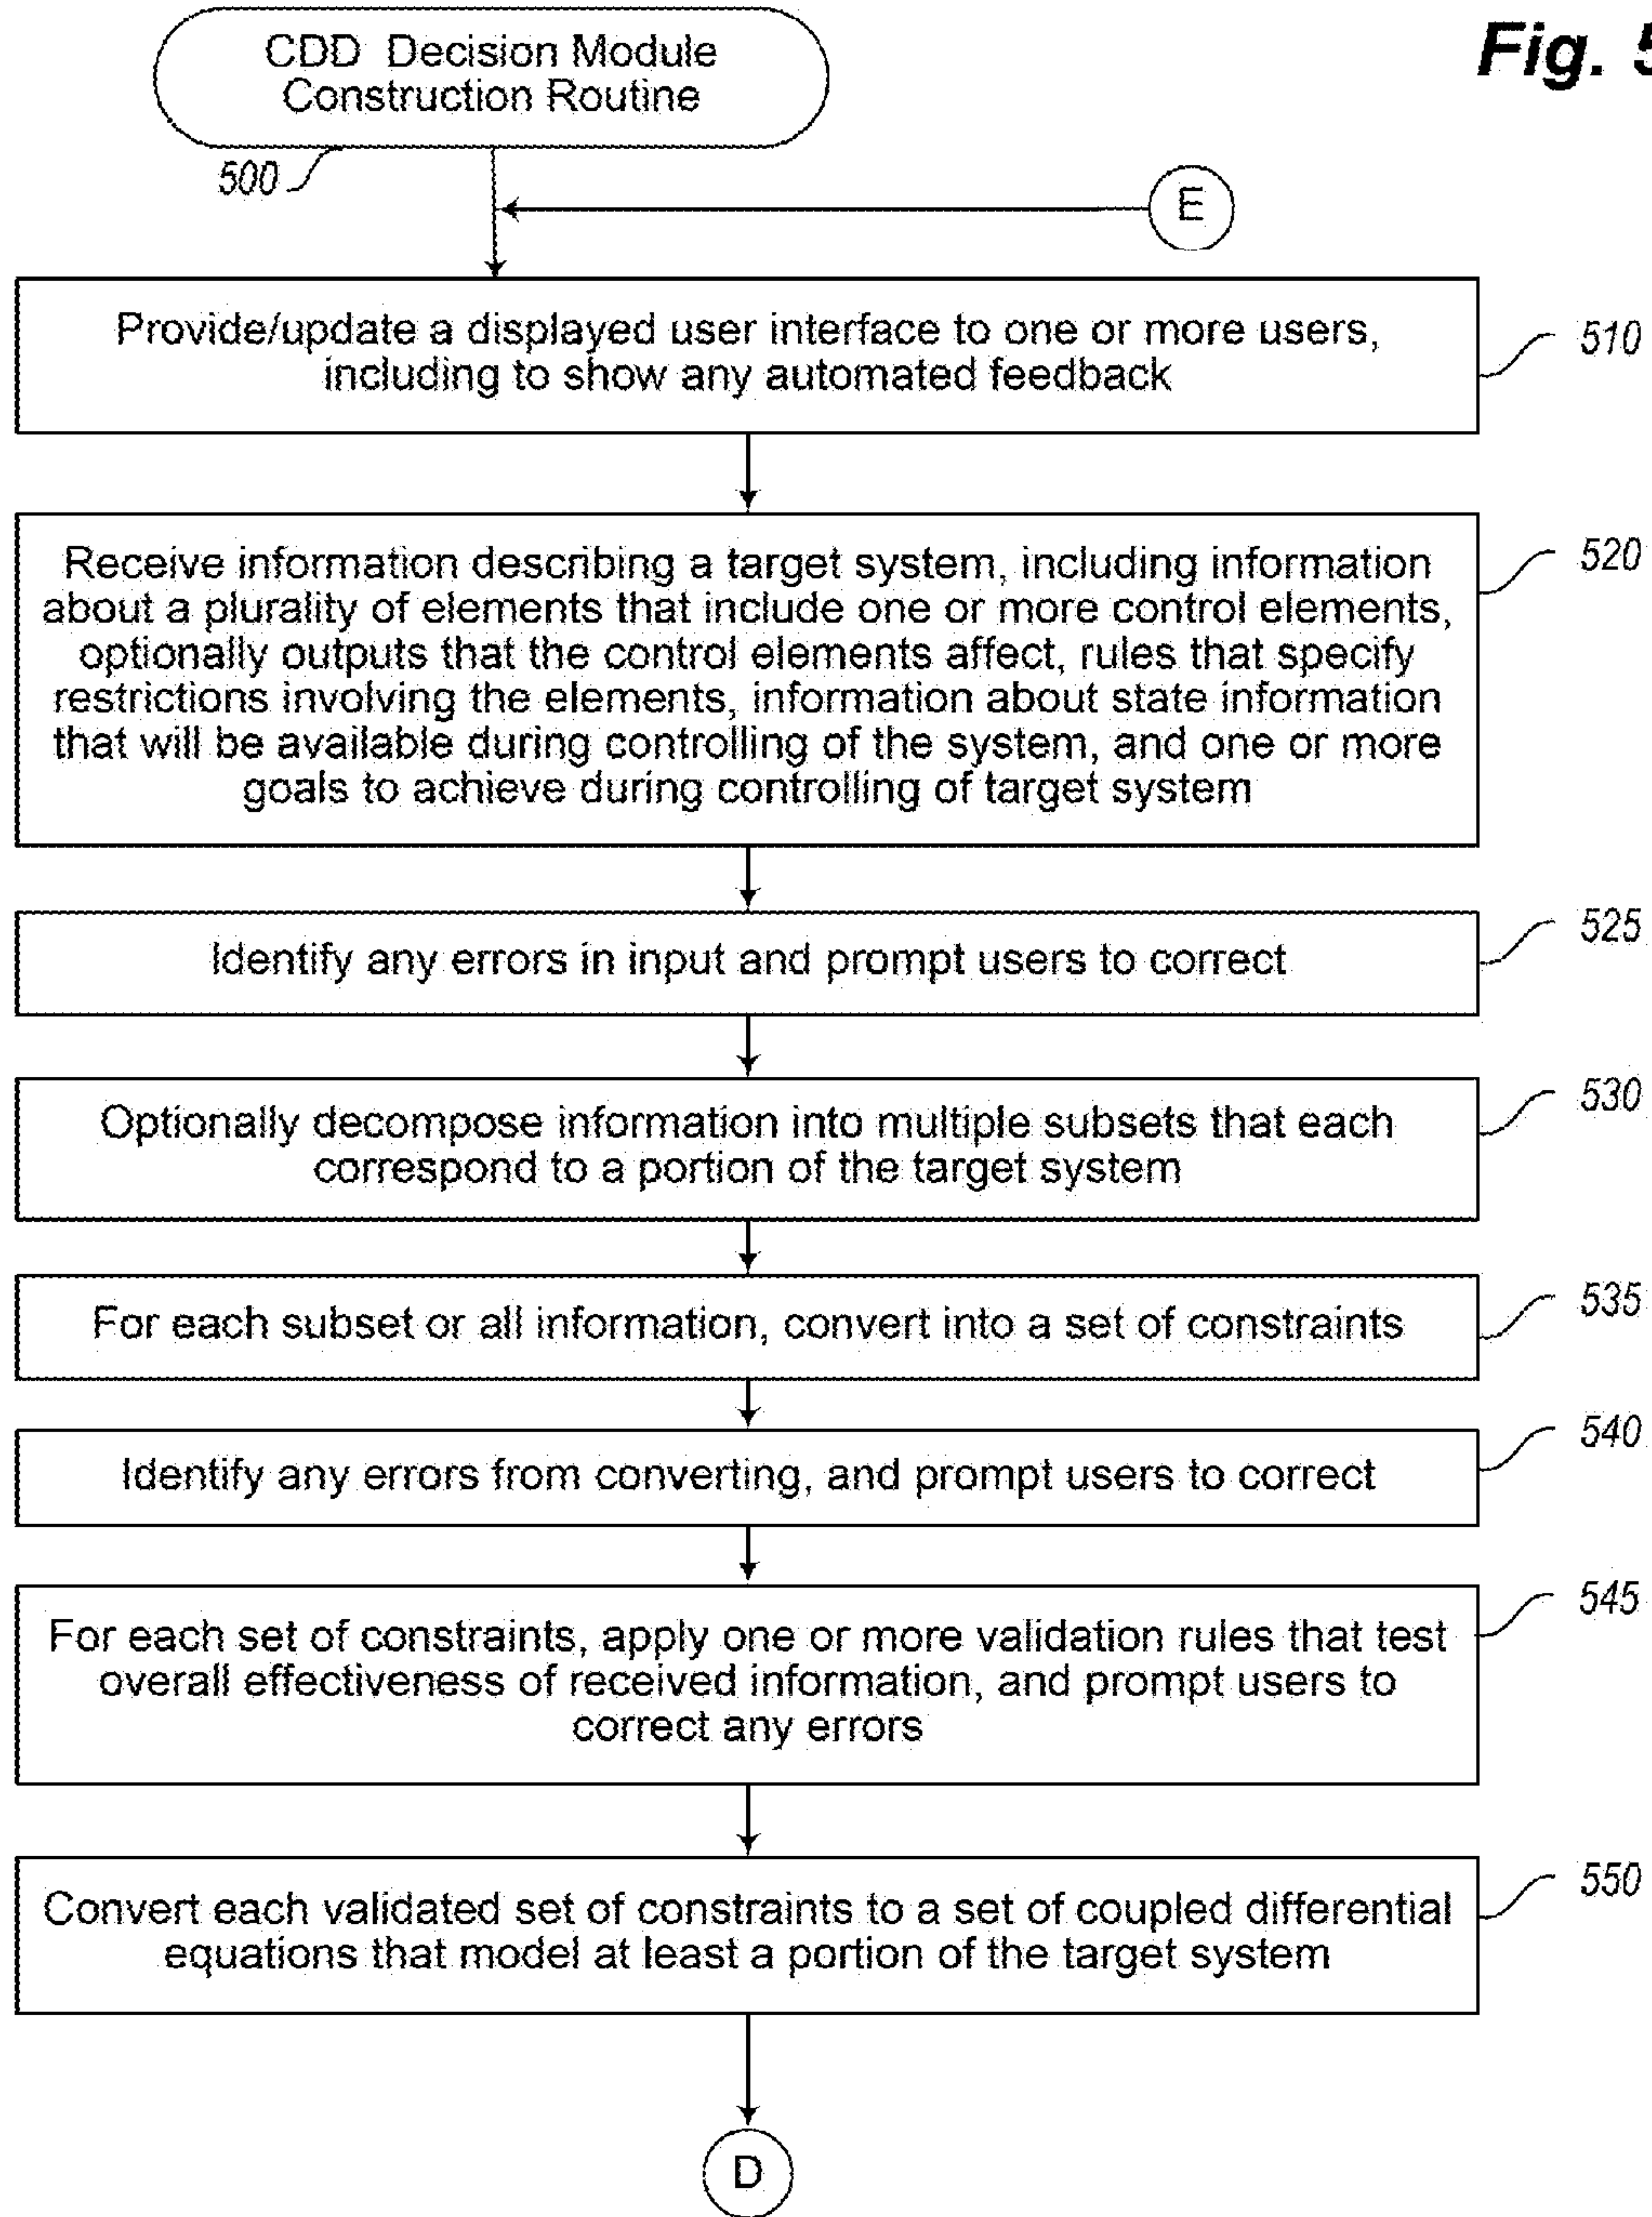 Fig. 5
CDD Decision Module
Construction Routine
500
E
Provide/update a displayed user interface to one or more users,
including to show any automated feedback
510
Receive information describing a target system, including information
about a plurality of elements that include one or more control elements,
optionally outputs that the control elements affect, rules that specify
restrictions involving the elements, information about state information
that will be available during controlling of the system, and one or more
goals to achieve during controlling of target system
520
Identify any errors in input and prompt users to correct
525
Optionally decompose information into multiple subsets that each
correspond to a portion of the target system
530
For each subset or all information, convert into a set of constraints
535
Identify any errors from converting, and prompt users to correct
540
For each set of constraints, apply one or more validation rules that test
overall effectiveness of received information, and prompt users to
correct any errors
545
Convert each validated set of constraints to a set of coupled differential
equations that model at least a portion of the target system
550
D